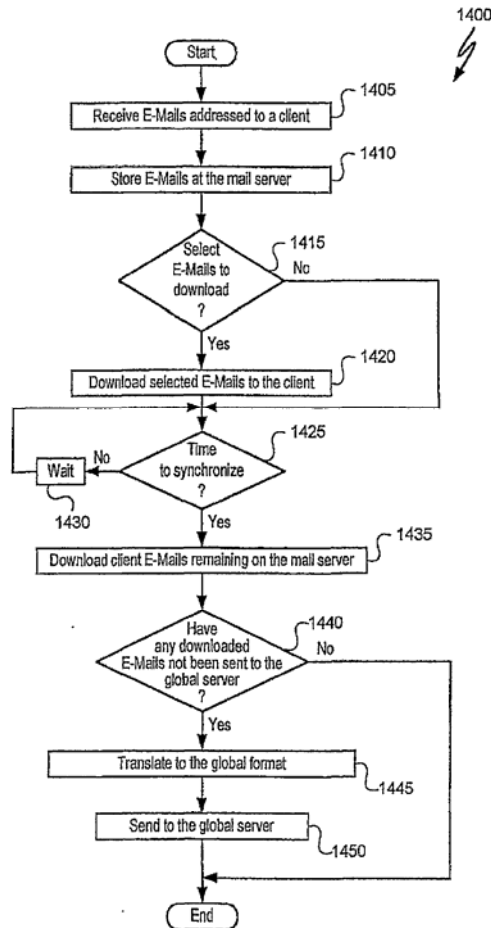 1400
Start
1405
Receive E-Mails addressed to a client
1410
Store E-Mails at the mail server
1415
Select
E-Mails to
download
?
No
Yes
1420
Download selected E-Mails to the client
1425
Time
to synchronize
?
No
Wait
1430
Yes
1435
Download client E-Mails remaining on the mail server
1440
Have
any downloaded
E-Mails not been sent to the
global server
?
No
Yes
Translate to the global format
1445
Send to the global server
1450
End